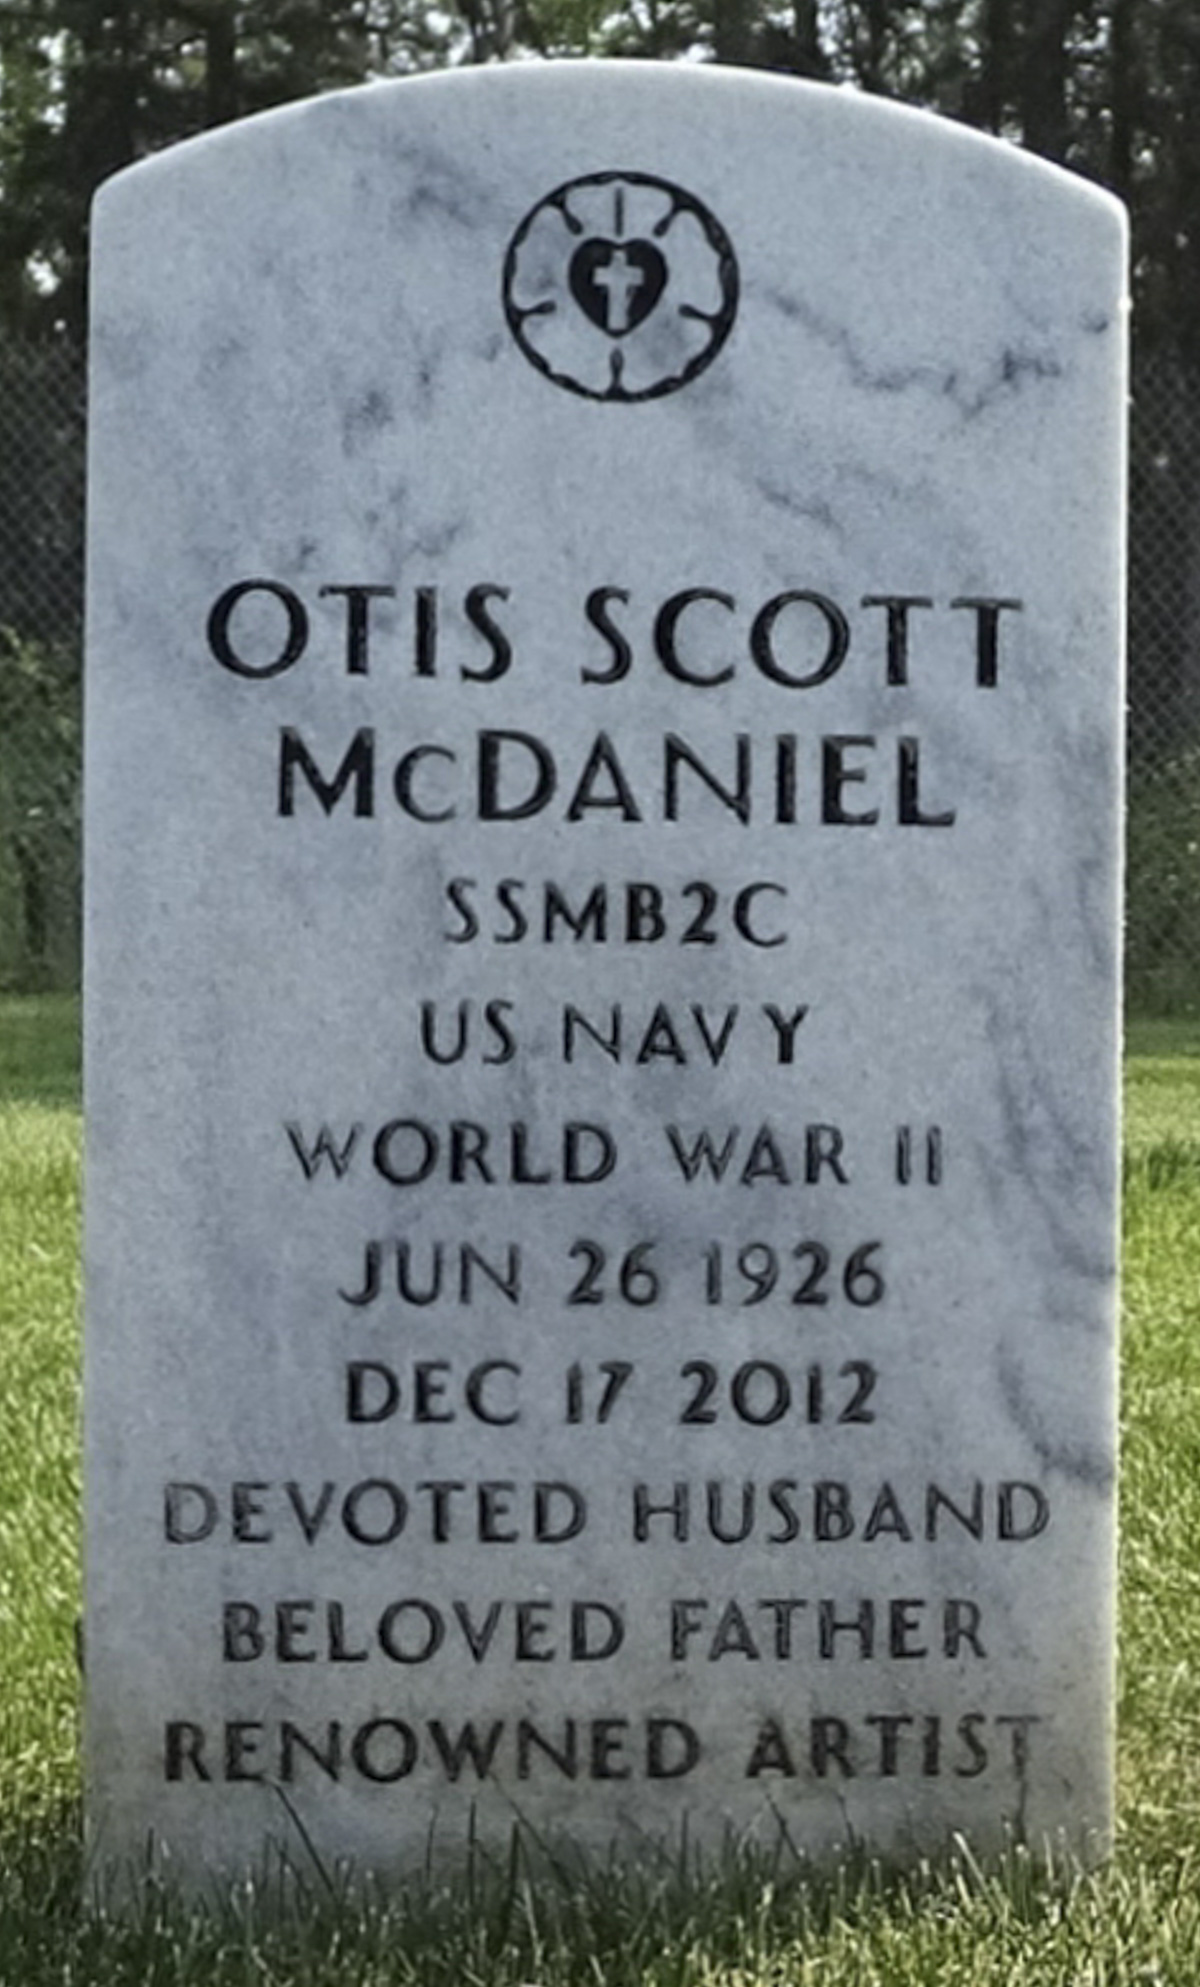 OTIS SCOTT
McDANIEL
SSMB2C
US NAVY
WORLD WAR II
JUN 26 1926
DEC 17 2012
DEVOTED HUSBAND
BELOVED FATHER
RENOWNED ARTIST